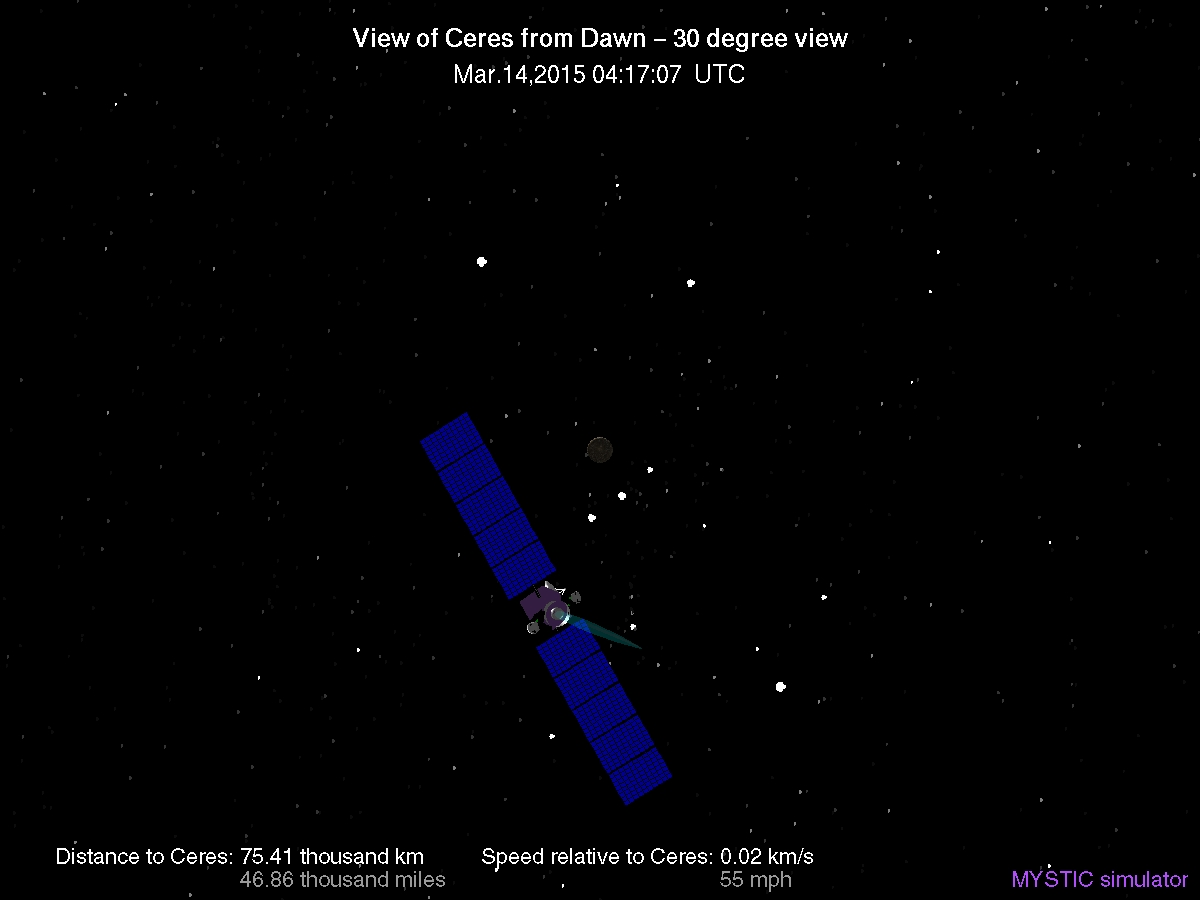 View of Ceres from Dawn – 30 degree view
Mar.14,2015 04:17:07 UTC
Distance to Ceres: 75.41 thousand km
46.86 thousand miles
Speed relative to Ceres: 0.02 km/s
55 mph
MYSTIC simulator